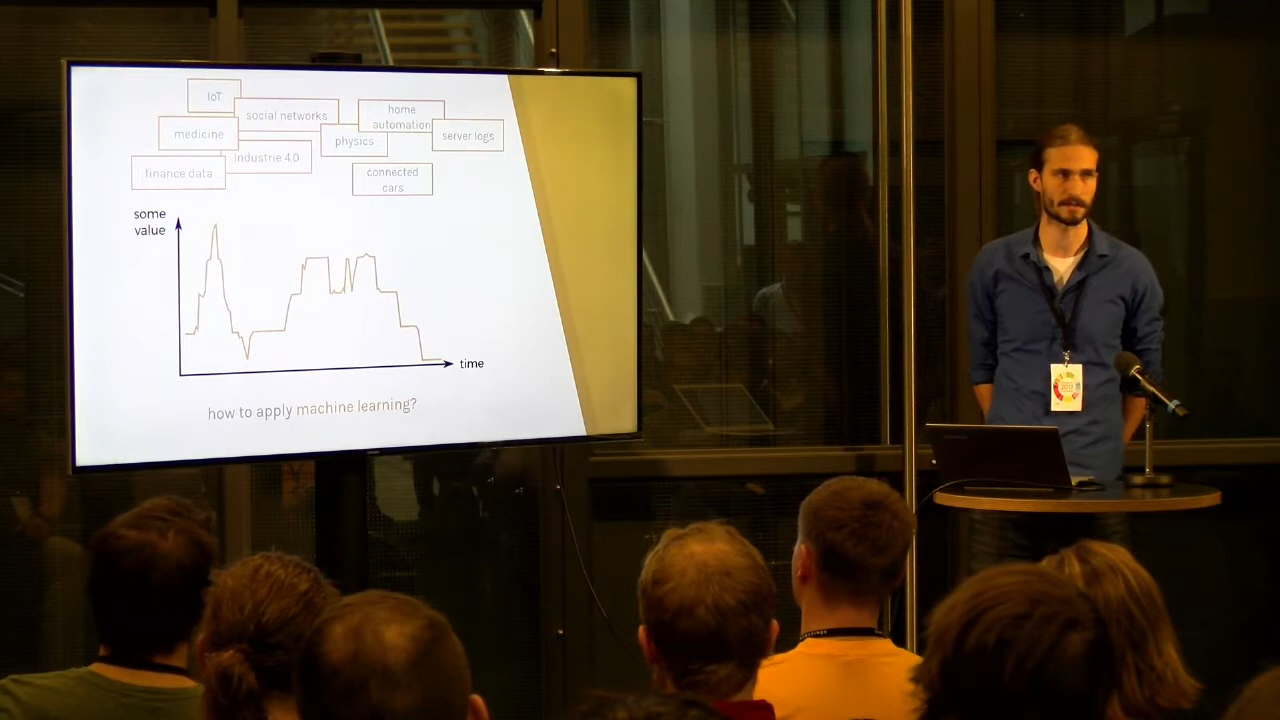 IoT
social networks
home
automation
medicine
physics
server logs
Industrie 4.0
finance data
connected
cars
some
value
time
how to apply machine learning?
2017